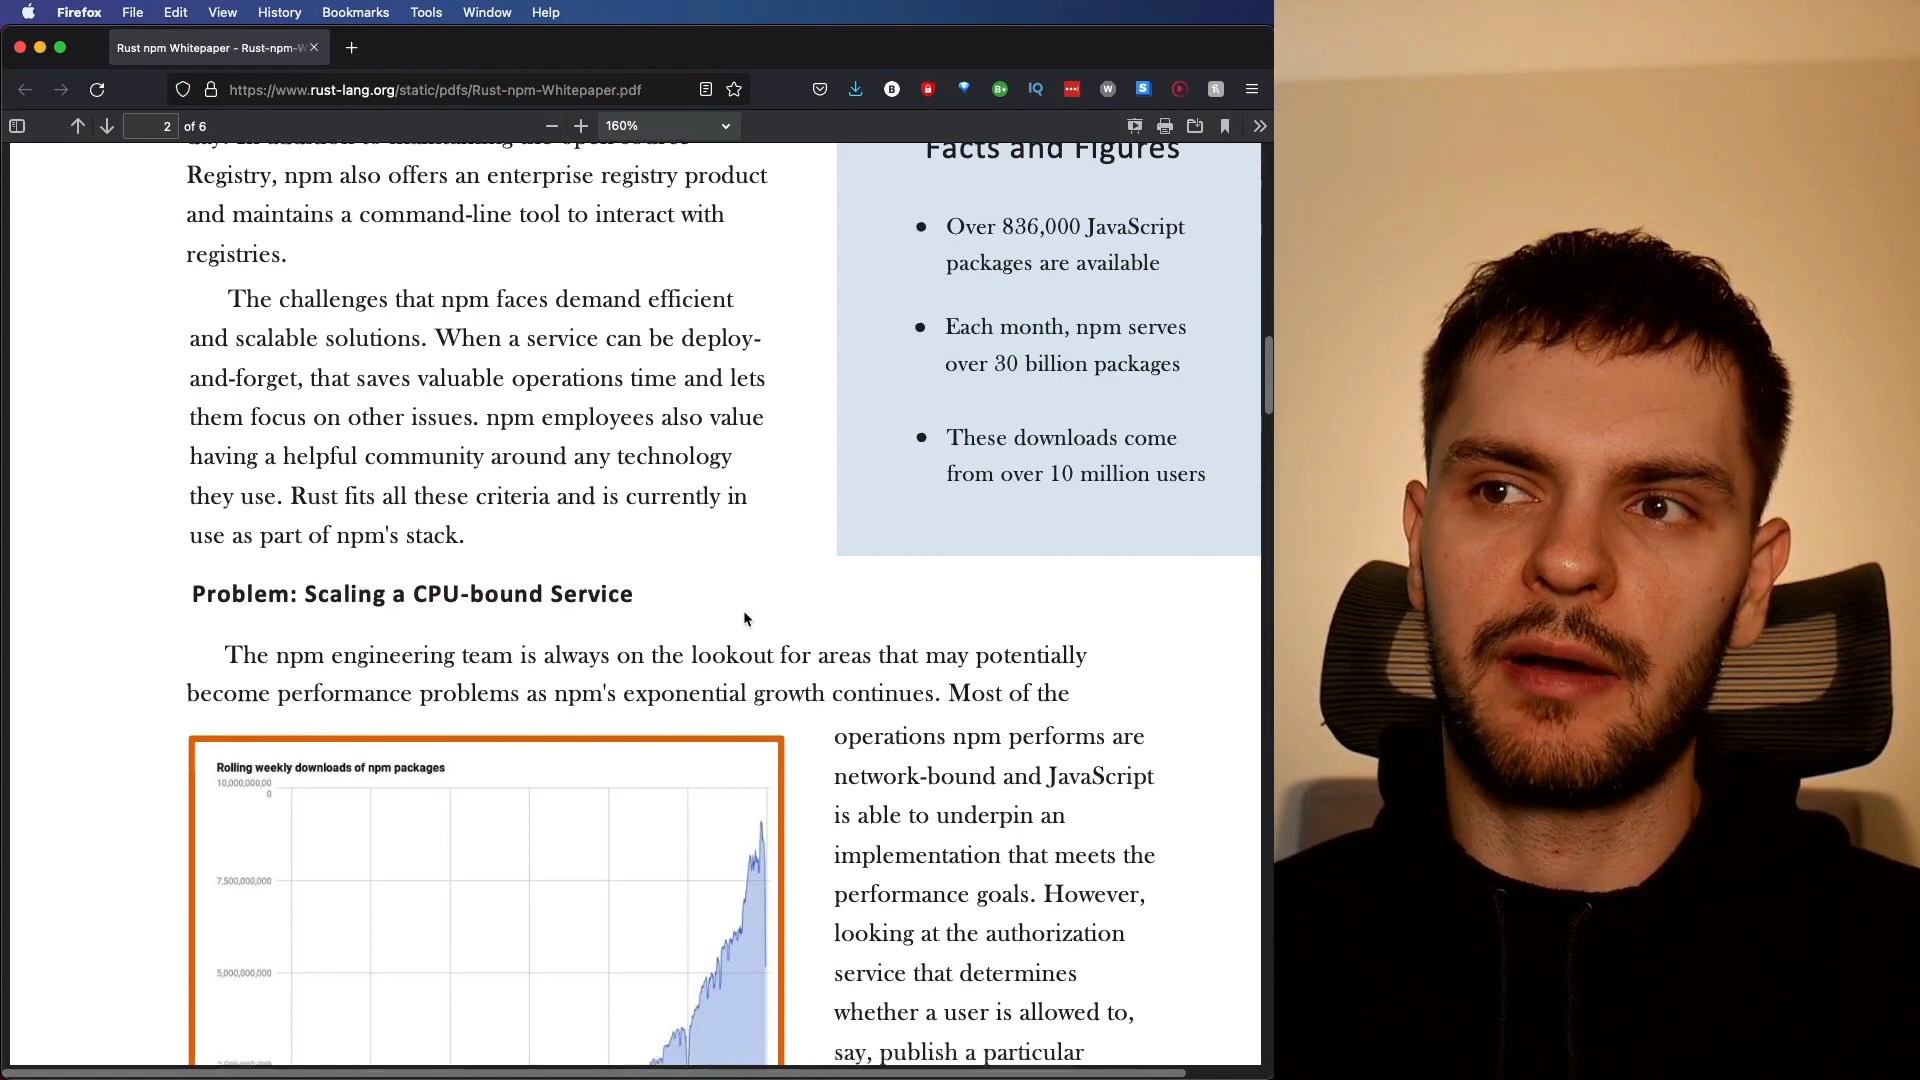 Firefox File Edit View History Bookmarks Tools Window Help
Rust npm Whitepaper - Rust-npm-W
https://www.rust-lang.org/static/pdfs/Rust-npm-Whitepaper.pdf
2 of 6
160%
day. In addition to maintaining the open source
Registry, npm also offers an enterprise registry product
and maintains a command-line tool to interact with
registries.
The challenges that npm faces demand efficient
and scalable solutions. When a service can be deploy-
and-forget, that saves valuable operations time and lets
them focus on other issues. npm employees also value
having a helpful community around any technology
they use. Rust fits all these criteria and is currently in
use as part of npm's stack.
Facts and Figures
• Over 836,000 JavaScript
packages are available
• Each month, npm serves
over 30 billion packages
• These downloads come
from over 10 million users
Problem: Scaling a CPU-bound Service
The npm engineering team is always on the lookout for areas that may potentially
become performance problems as npm's exponential growth continues. Most of the
operations npm performs are
network-bound and JavaScript
is able to underpin an
implementation that meets the
performance goals. However,
looking at the authorization
service that determines
whether a user is allowed to,
say, publish a particular
Rolling weekly downloads of npm packages
10,000,000,00
0
7,500,000,000
5,000,000,000